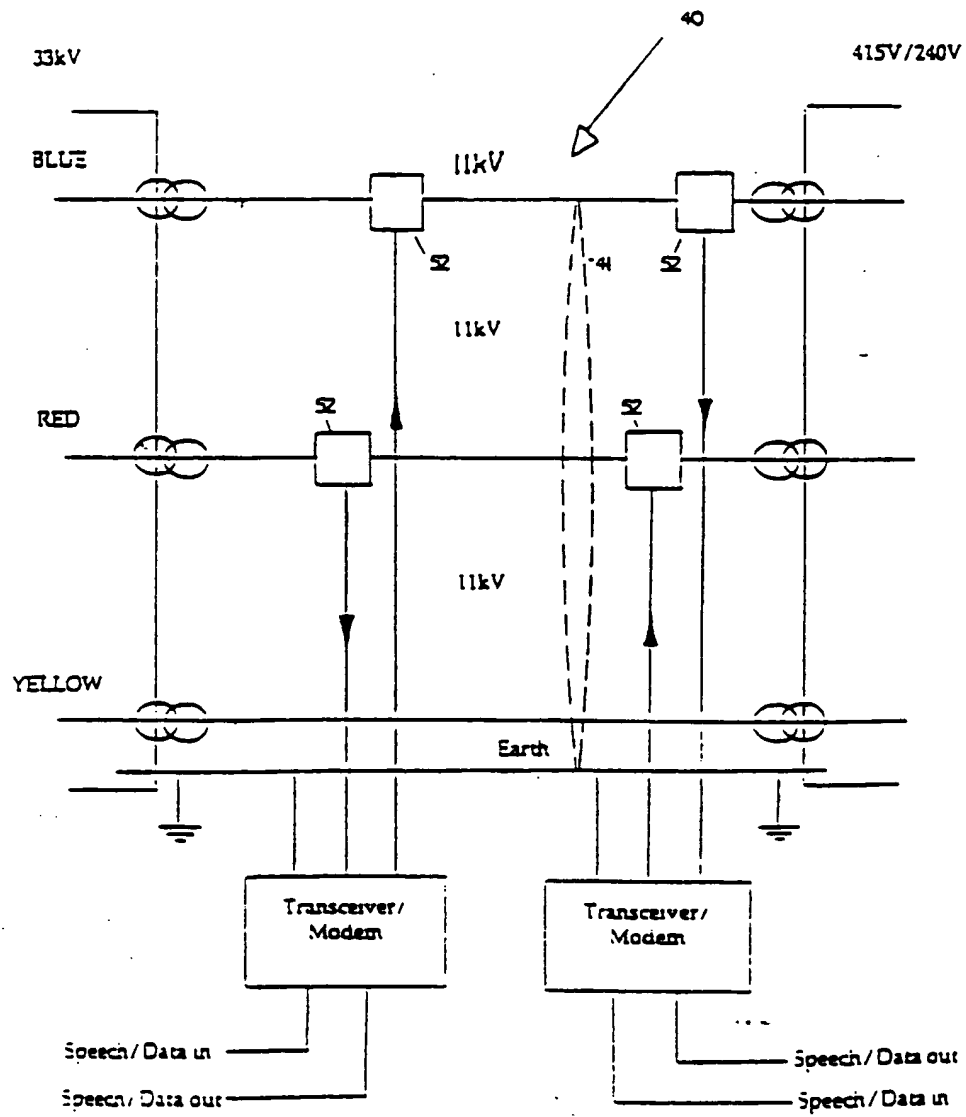 40
33kV
415V/240V
BLUE
11kV
52
41
52
11kV
RED
52
52
11kV
YELLOW
Earth
Transceiver/
Modem
Transceiver/
Modem
Speech/Data in
Speech/Data out
Speech/Data out
Speech/Data in